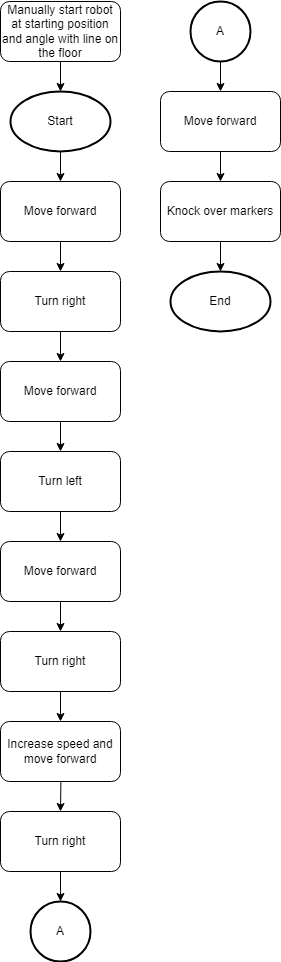 Manually start robot
at starting position
and angle with line on
the floor
Start
Move forward
Turn right
Move forward
Turn left
Move forward
Turn right
Increase speed and
move forward
Turn right
A
A
Move forward
Knock over markers
End